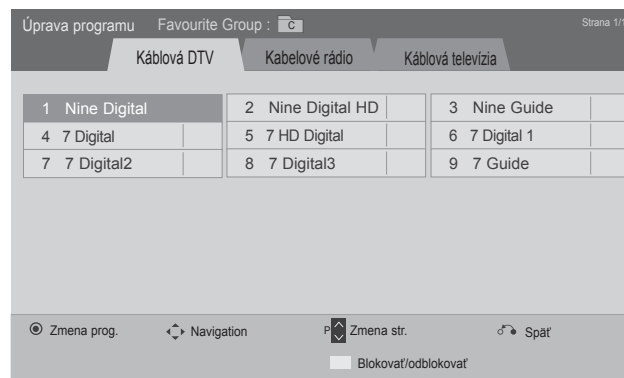 Úprava programu Favourite Group : C Strana 1/1
Káblová DTV Kabelové rádio Káblová televízia
1 Nine Digital 2 Nine Digital HD 3 Nine Guide
4 7 Digital 5 7 HD Digital 6 7 Digital 1
7 7 Digital2 8 7 Digital3 9 7 Guide
Zmena prog. Navigation P Zmena str. Späť
Blokovať/odblokovať